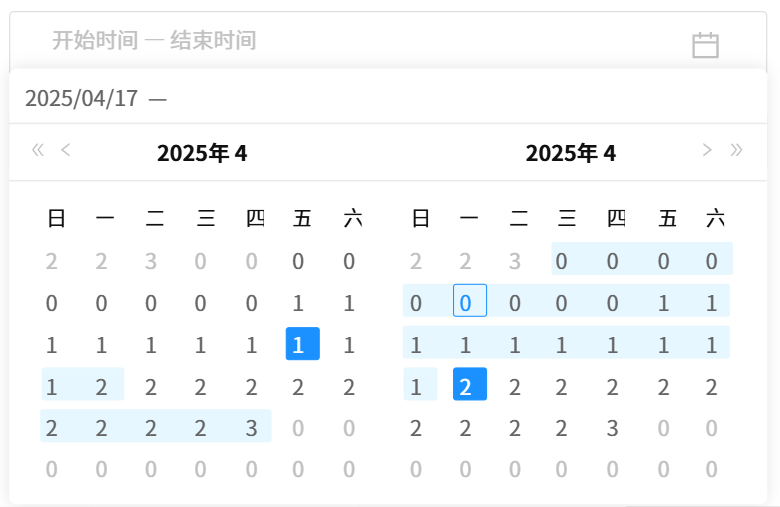 开始时间 — 结束时间
2025/04/17 —
« < 2025年 4 2025年 4 > »
日 一 二 三 四 五 六 日 一 二 三 四 五 六
2 2 3 0 0 0 0 2 2 3 0 0 0 0
0 0 0 0 0 1 1 0 0 0 0 0 1 1
1 1 1 1 1 1 1 1 1 1 1 1 1 1
1 2 2 2 2 2 2 1 2 2 2 2 2 2
2 2 2 2 3 0 0 2 2 2 2 3 0 0
0 0 0 0 0 0 0 0 0 0 0 0 0 0